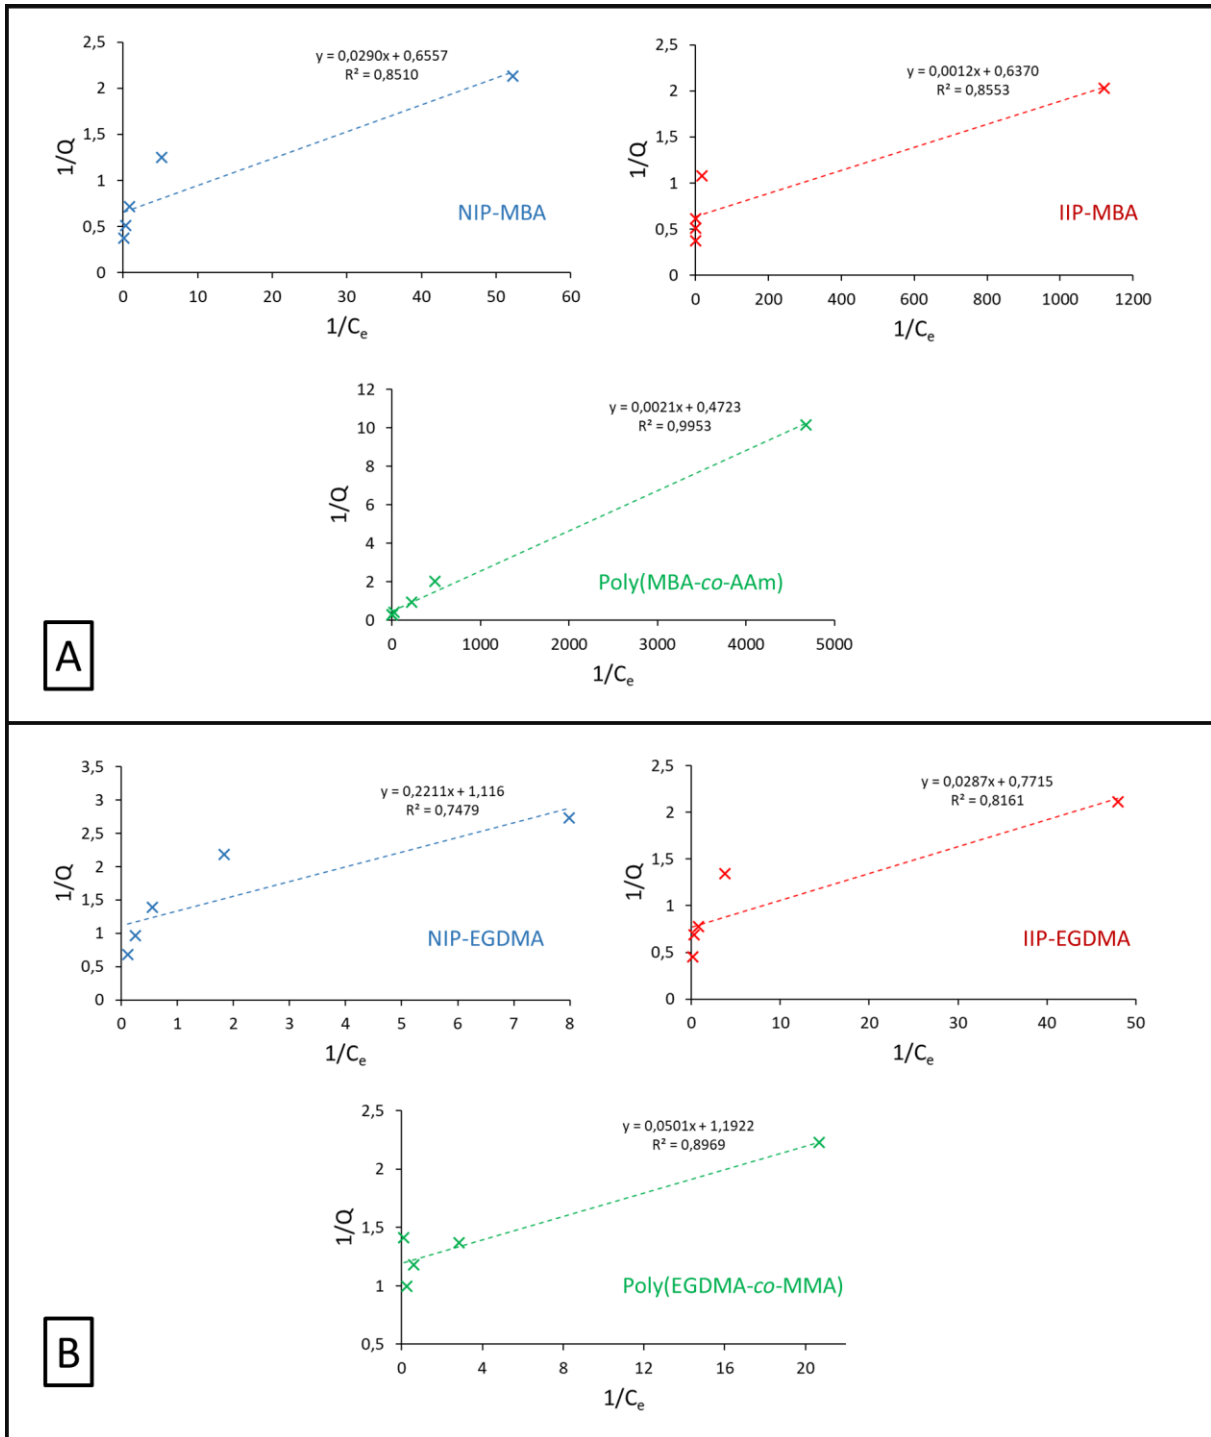 2,5
2
1,5
1
0,5
0
1/Q
y = 0,0290x + 0,6557
R² = 0,8510
NIP-MBA
0 10 20 30 40 50 60
1/Cₑ
2,5
2
1,5
1
0,5
0
1/Q
y = 0,0012x + 0,6370
R² = 0,8553
IIP-MBA
0 200 400 600 800 1000 1200
1/Cₑ
12
10
8
6
4
2
0
1/Q
y = 0,0021x + 0,4723
R² = 0,9953
Poly(MBA-co-AAm)
0 1000 2000 3000 4000 5000
1/Cₑ
A
3,5
3
2,5
2
1,5
1
0,5
0
1/Q
y = 0,2211x + 1,116
R² = 0,7479
NIP-EGDMA
0 1 2 3 4 5 6 7 8
1/Cₑ
2,5
2
1,5
1
0,5
0
1/Q
y = 0,0287x + 0,7715
R² = 0,8161
IIP-EGDMA
0 10 20 30 40 50
1/Cₑ
2,5
2
1,5
1
0,5
1/Q
y = 0,0501x + 1,1922
R² = 0,8969
Poly(EGDMA-co-MMA)
0 4 8 12 16 20
1/Cₑ
B